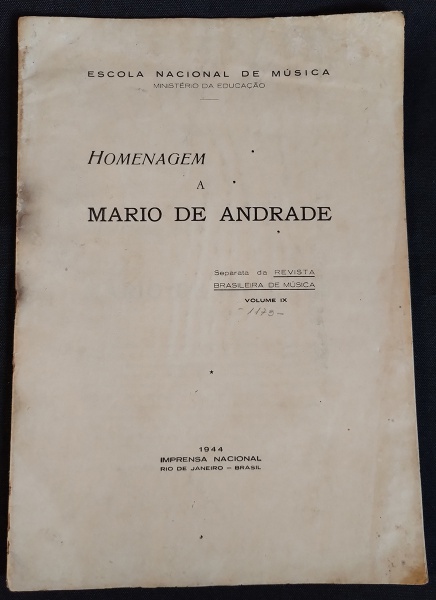 ESCOLA NACIONAL DE MÚSICA
MINISTÉRIO DA EDUCAÇÃO
HOMENAGEM
A
MARIO DE ANDRADE
Separata da REVISTA
BRASILEIRA DE MÚSICA
VOLUME IX
1944
IMPRENSA NACIONAL
RIO DE JANEIRO — BRASIL